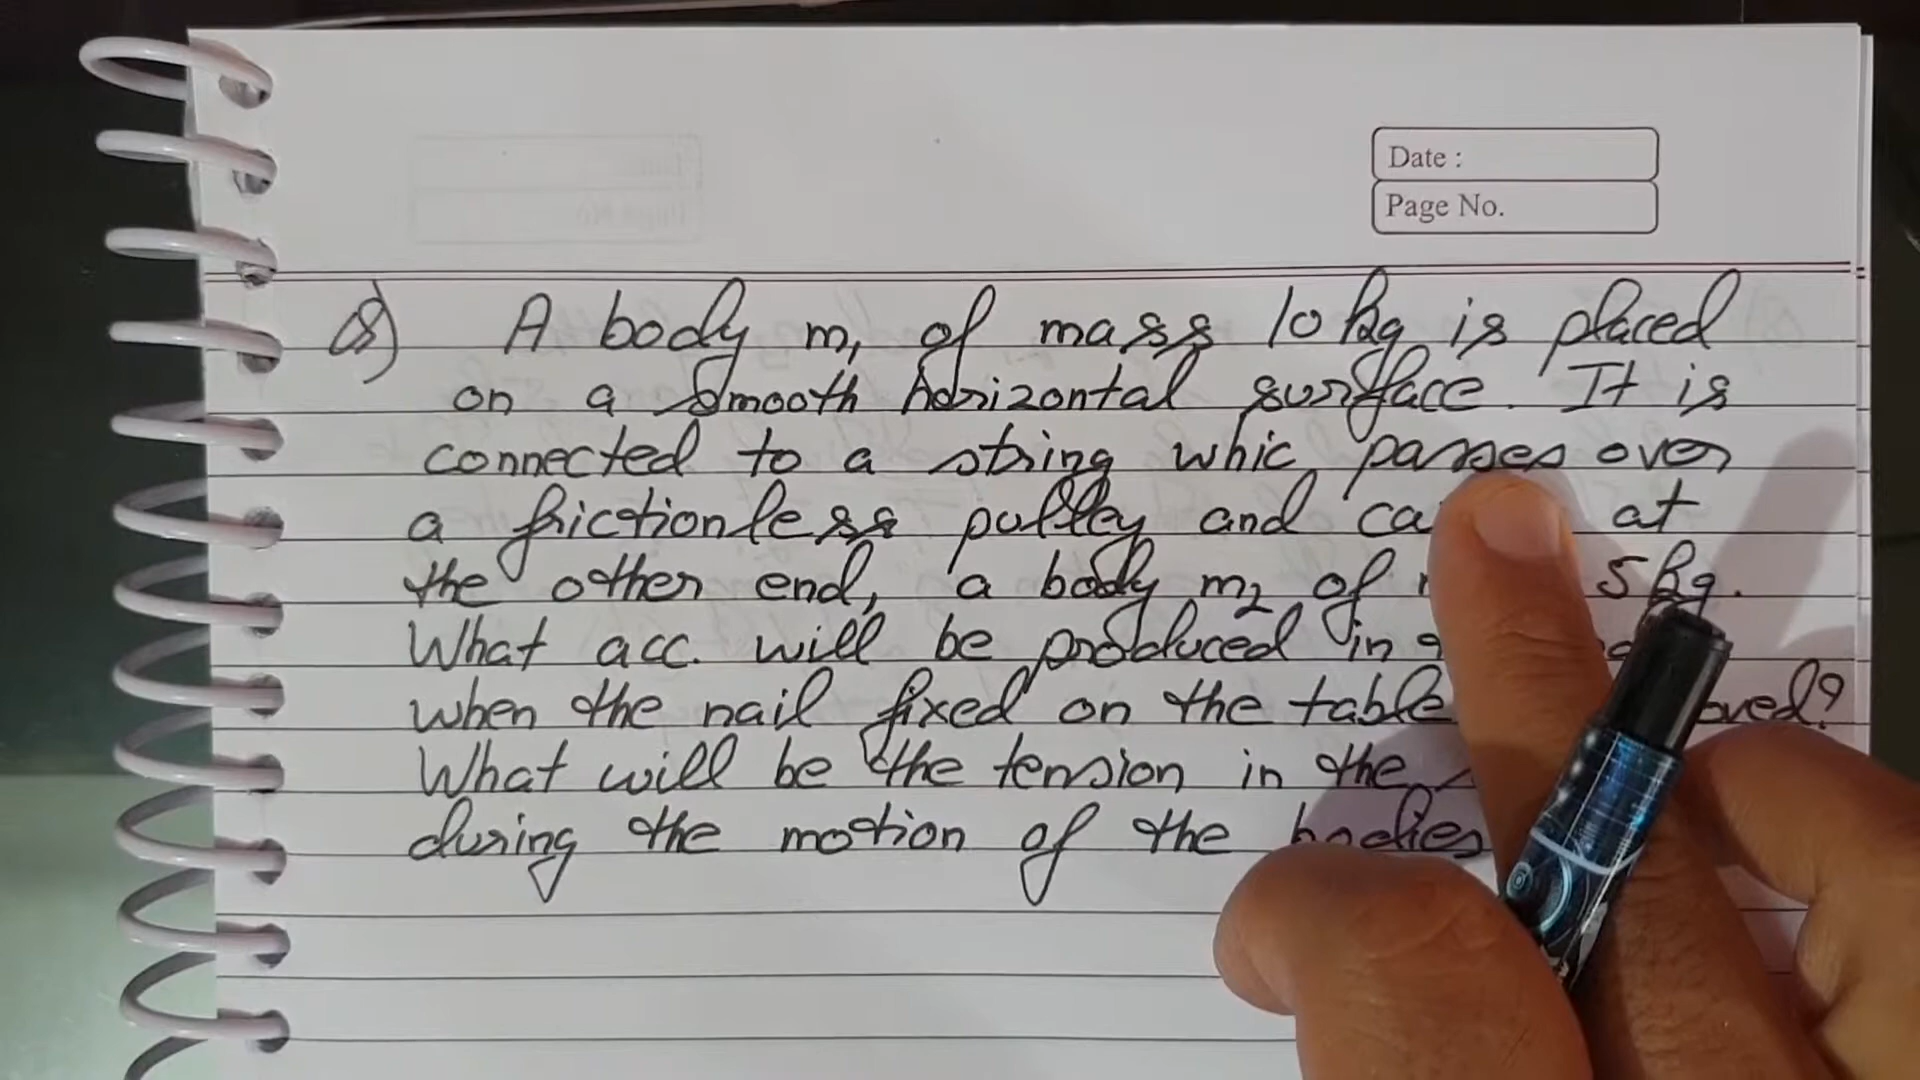 Date :
Page No.
Q) A body m₁ of mass 10 kg is placed
on a smooth horizontal surface. It is
connected to a string whic passes over
a frictionless pulley and at
the other end, a body m₂ of 5 kg.
What acc. will be produced in
when the nail fixed on the table
What will be the tension in the
during the motion of the bodies